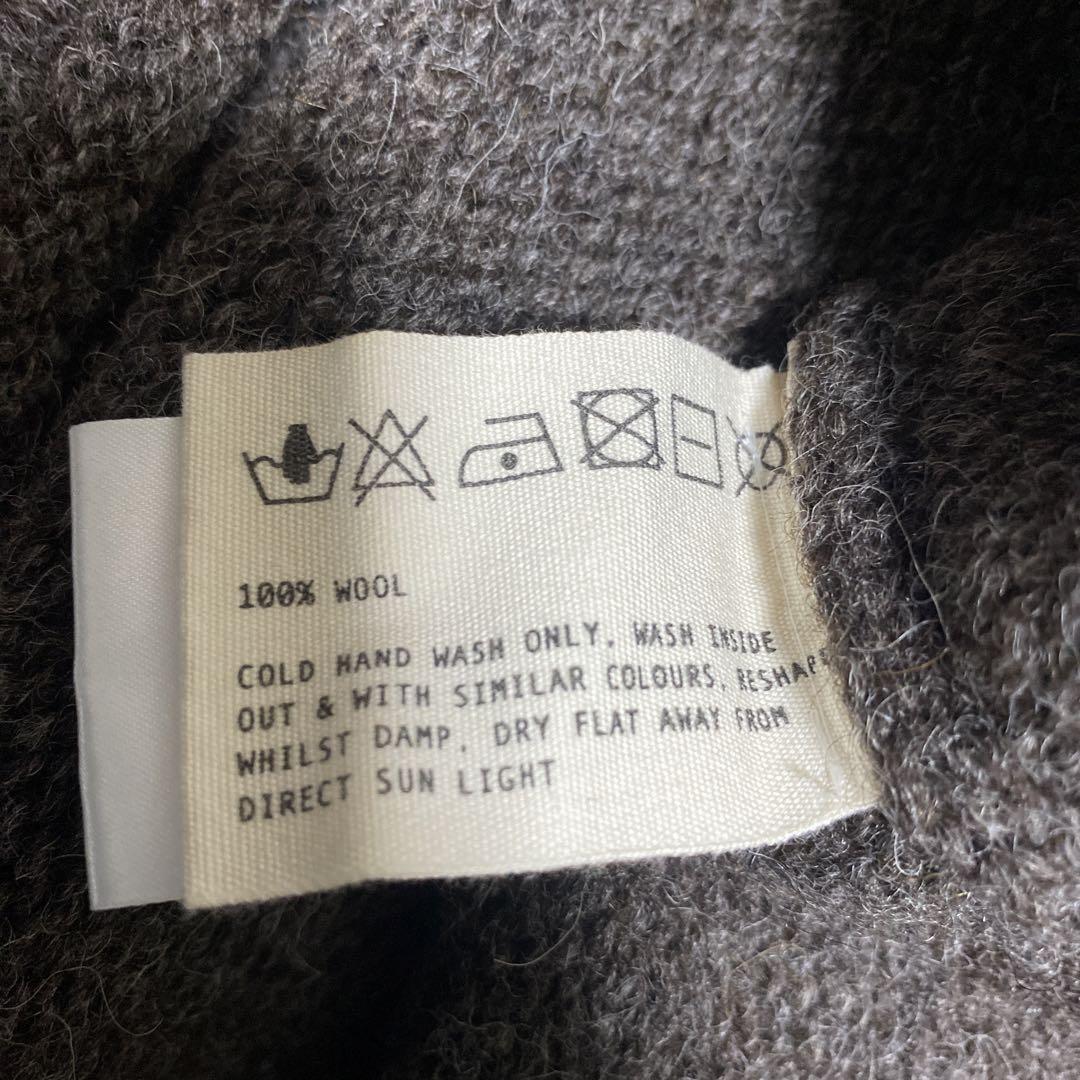 100% WOOL
COLD HAND WASH ONLY, WASH INSIDE
OUT & WITH SIMILAR COLOURS, RESHAPE
WHILST DAMP, DRY FLAT AWAY FROM
DIRECT SUN LIGHT